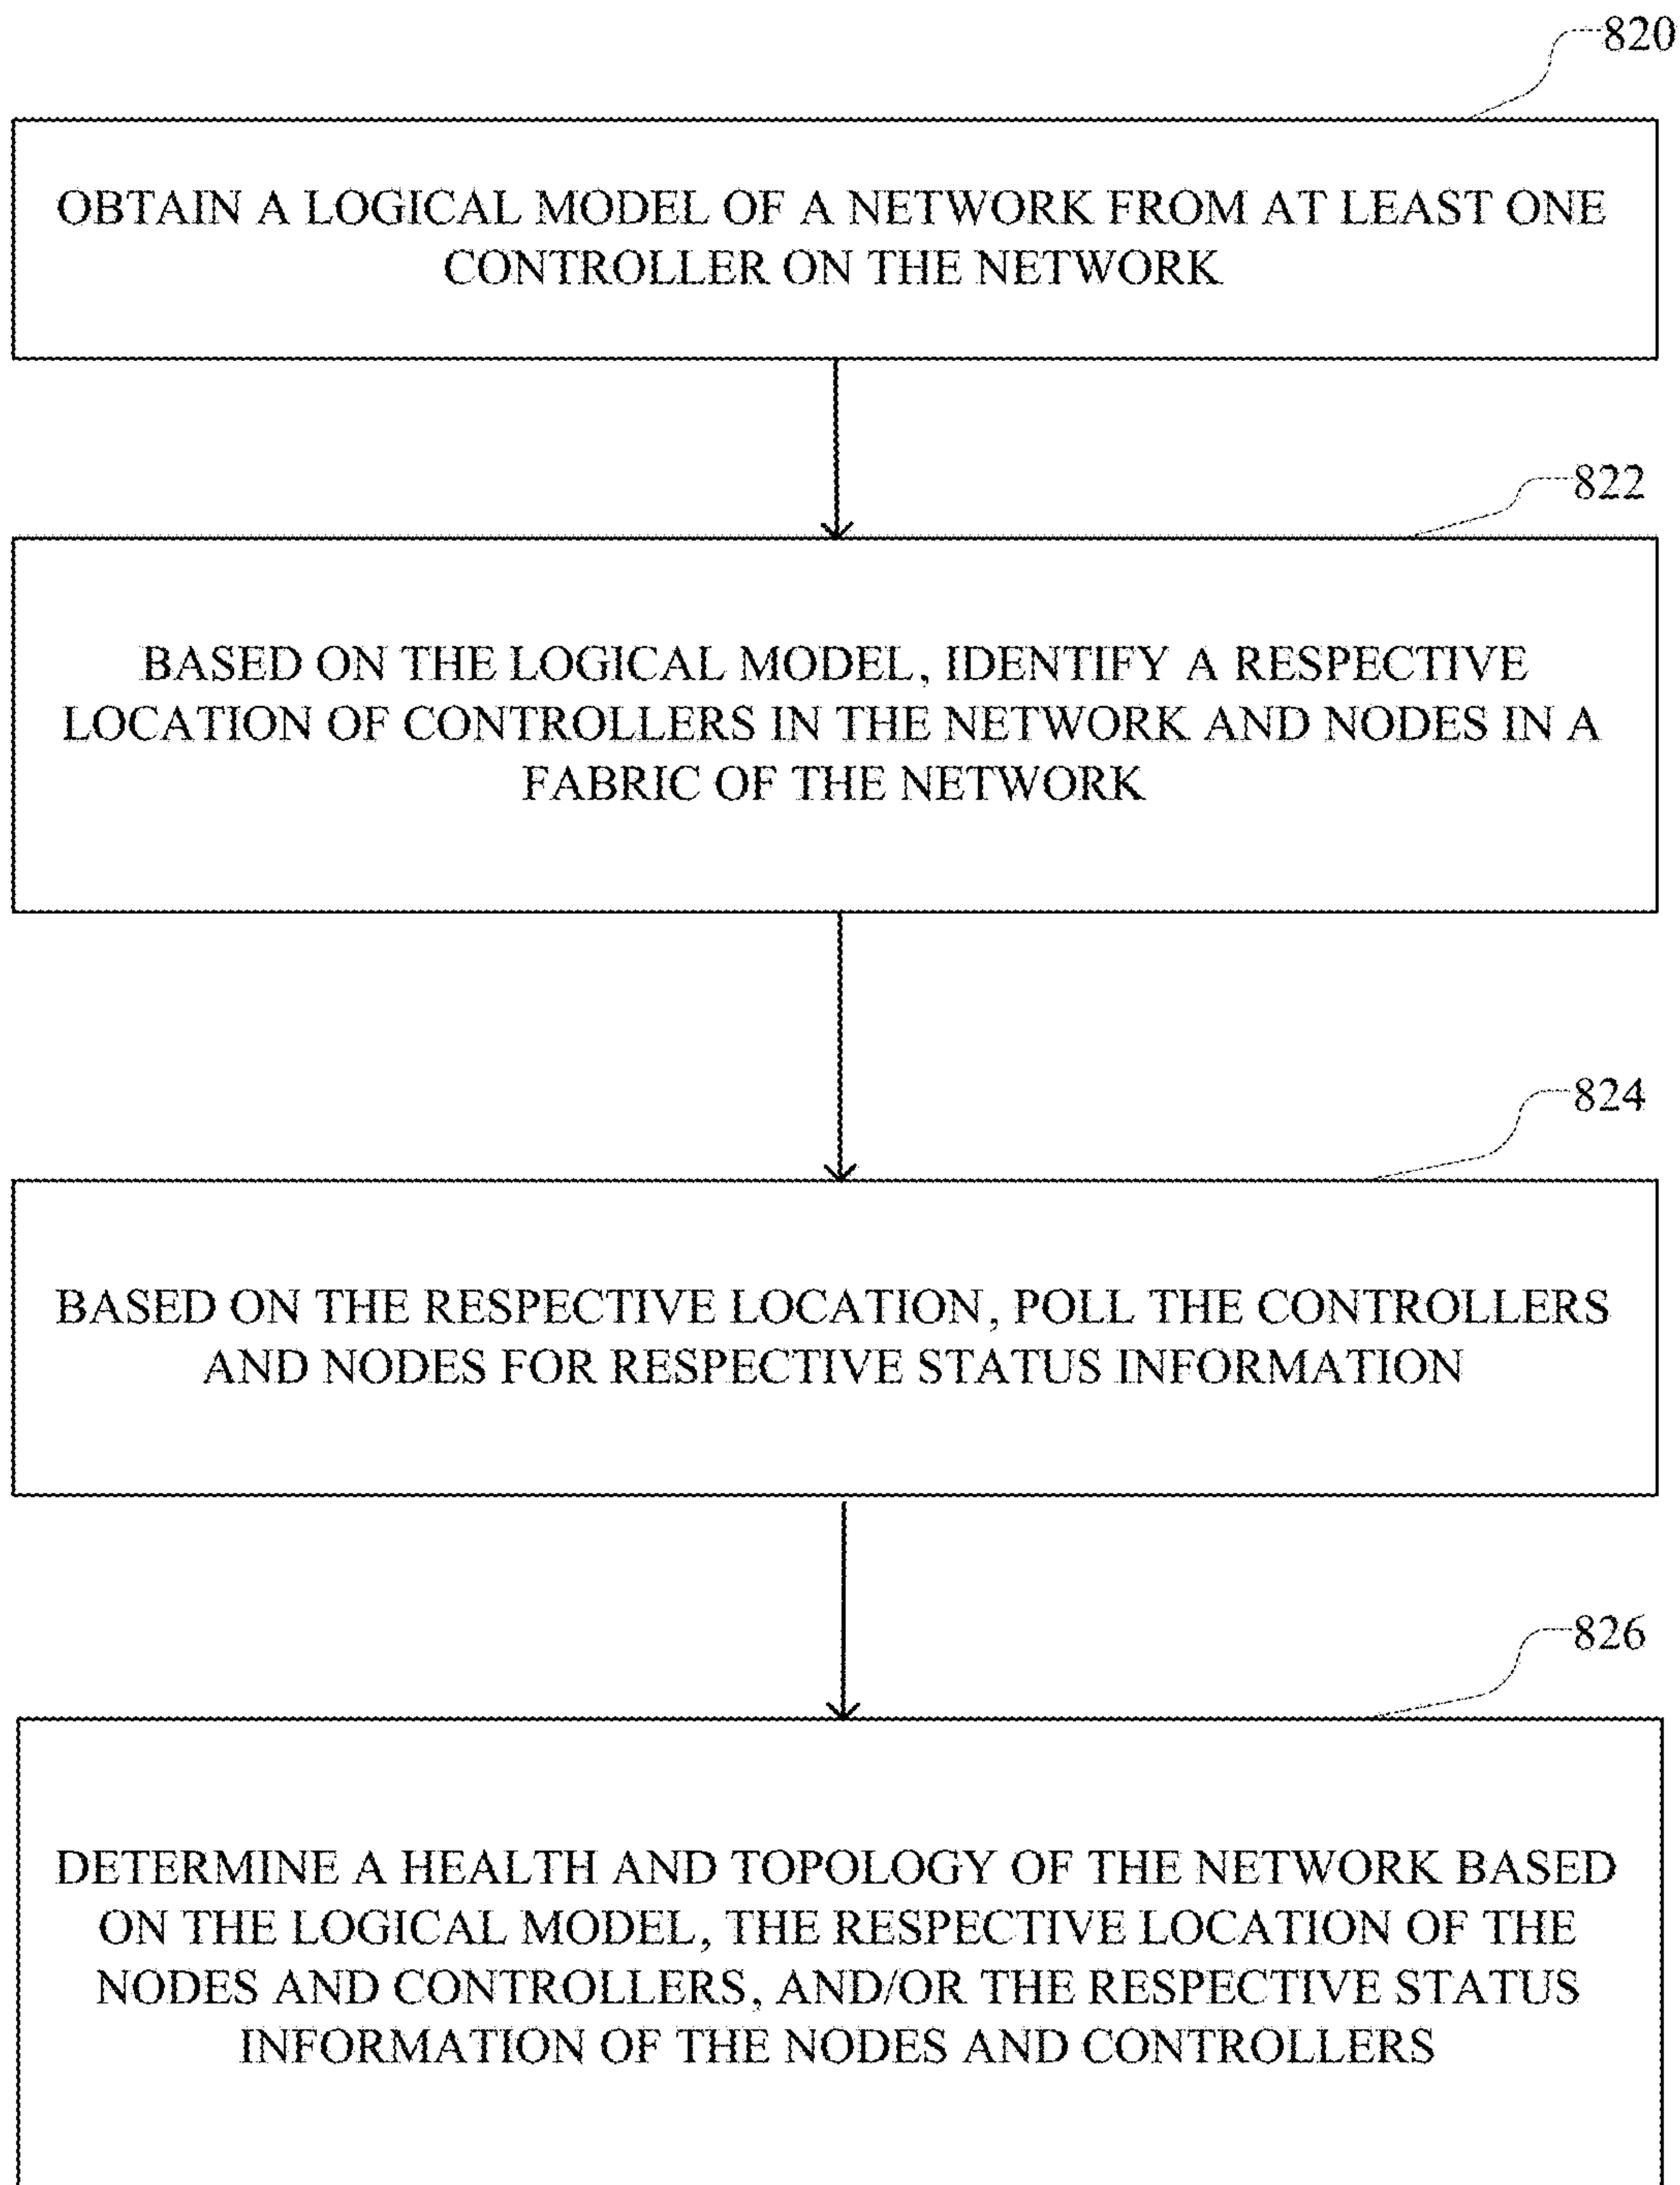 820
OBTAIN A LOGICAL MODEL OF A NETWORK FROM AT LEAST ONE
CONTROLLER ON THE NETWORK
822
BASED ON THE LOGICAL MODEL, IDENTIFY A RESPECTIVE
LOCATION OF CONTROLLERS IN THE NETWORK AND NODES IN A
FABRIC OF THE NETWORK
824
BASED ON THE RESPECTIVE LOCATION, POLL THE CONTROLLERS
AND NODES FOR RESPECTIVE STATUS INFORMATION
826
DETERMINE A HEALTH AND TOPOLOGY OF THE NETWORK BASED
ON THE LOGICAL MODEL, THE RESPECTIVE LOCATION OF THE
NODES AND CONTROLLERS, AND/OR THE RESPECTIVE STATUS
INFORMATION OF THE NODES AND CONTROLLERS